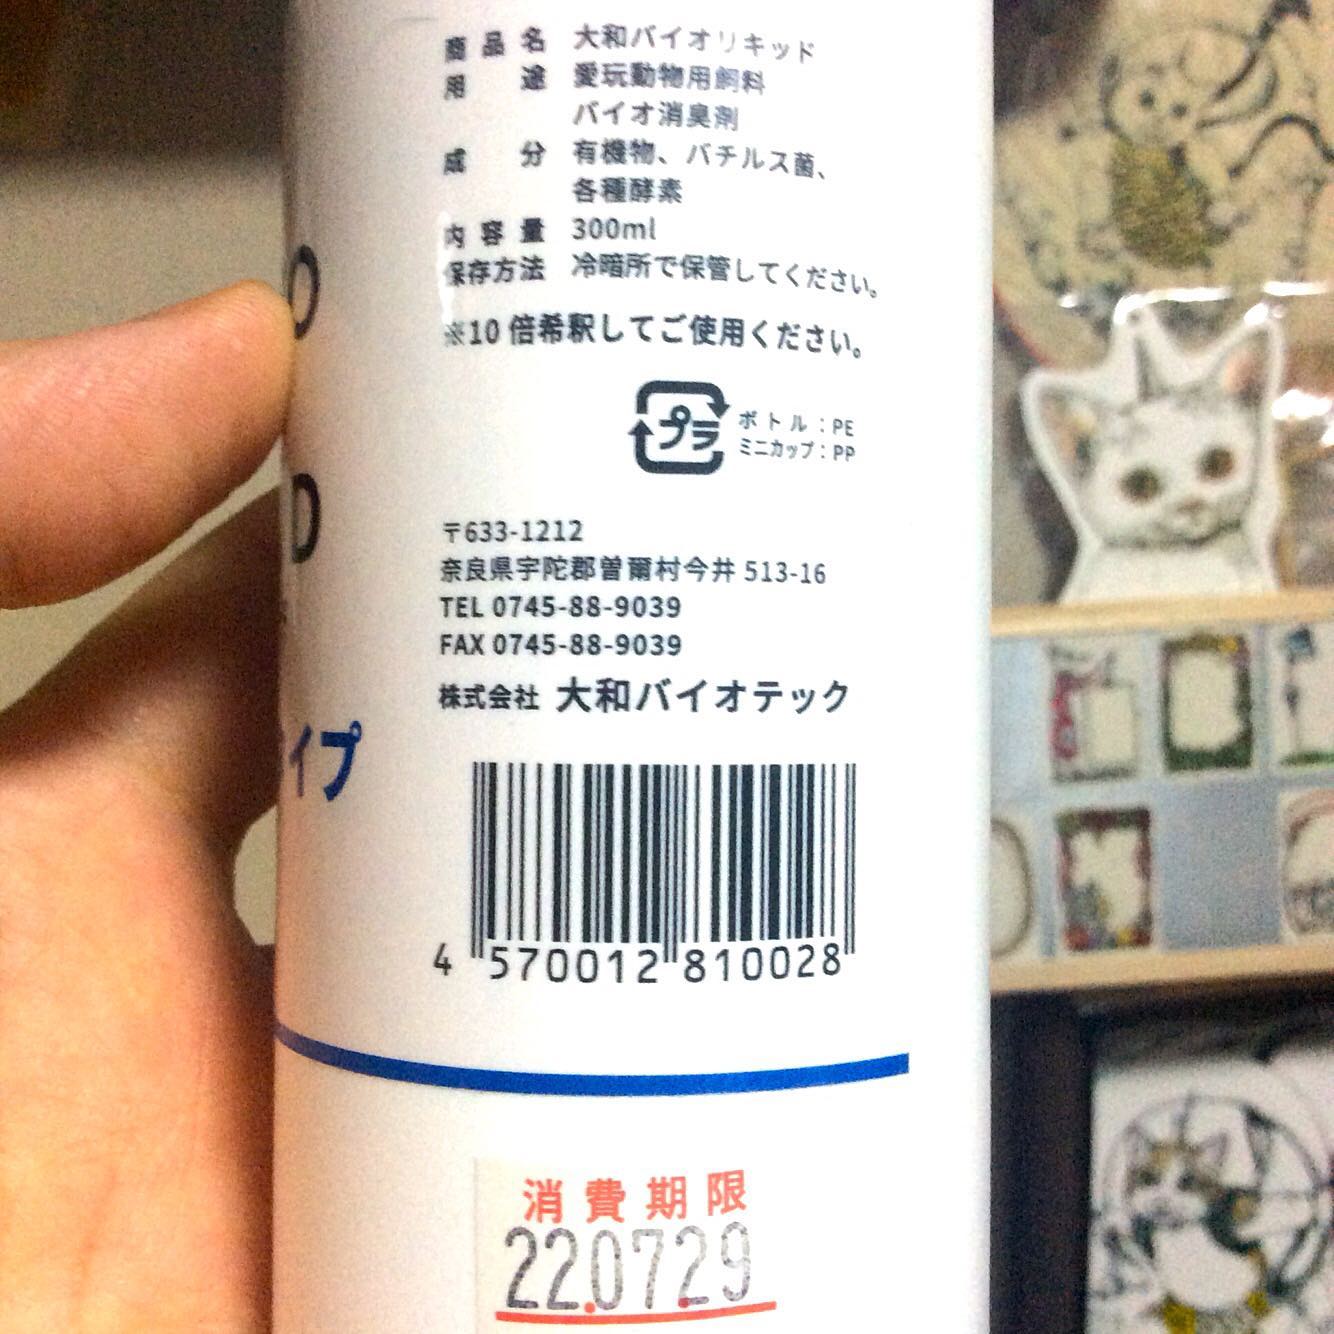 商品名 大和バイオリキッド
用途 愛玩動物用飼料
バイオ消臭剤
成分 有機物、バチルス菌、
各種酵素
内容量 300ml
保存方法 冷暗所で保管してください。
※10倍希釈してご使用ください。
プラ
ボトル:PE
ミニカップ:PP
〒633-1212
奈良県宇陀郡曽爾村今井 513-16
TEL 0745-88-9039
FAX 0745-88-9039
株式会社 大和バイオテック
4 570012 810028
イプ
消費期限
22.07.29